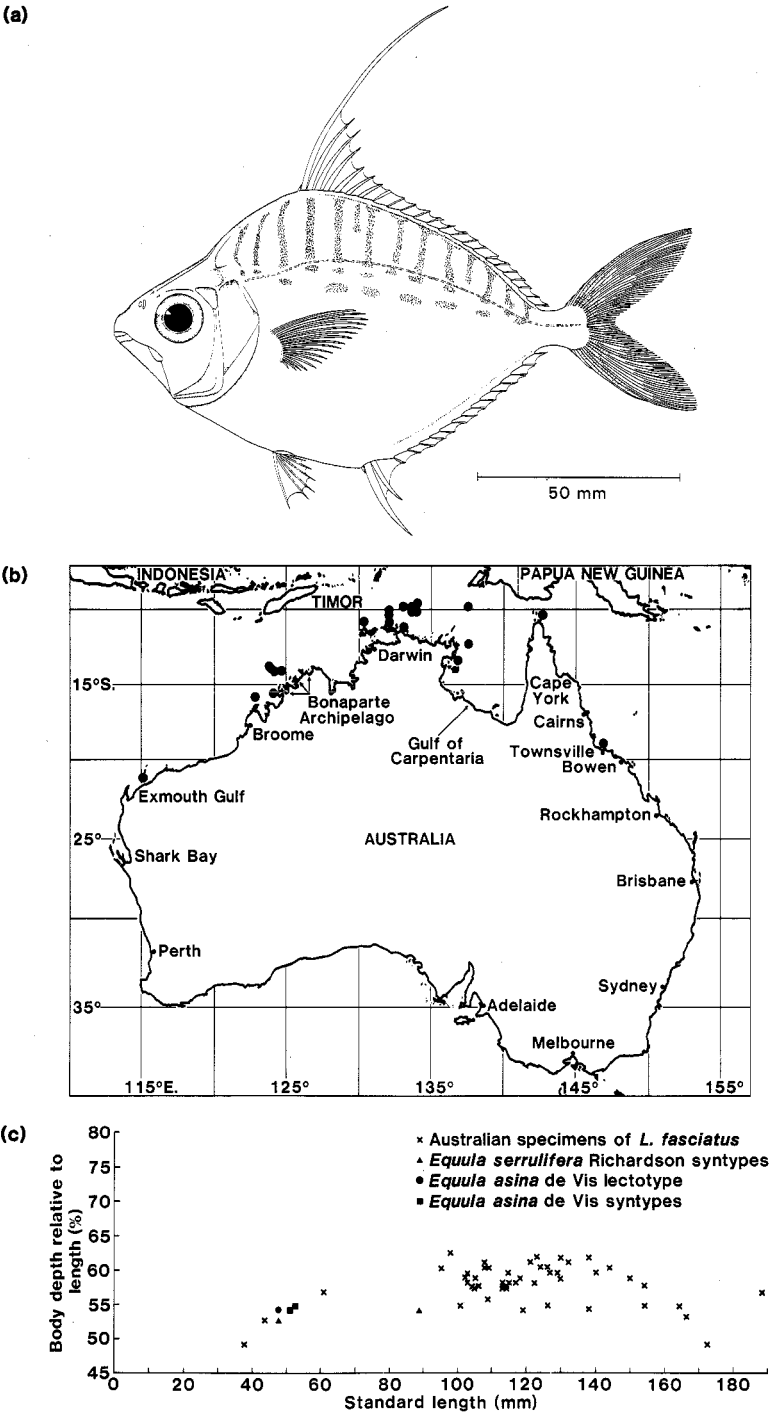 (a)
50 mm
(b)
INDONESIA
PAPUA NEW GUINEA
TIMOR
Darwin
15°S.
Bonaparte
Archipelago
Cape
York
Broome
Cairns
Gulf of
Carpentaria
Townsville
Bowen
Exmouth Gulf
Rockhampton
25°
AUSTRALIA
Shark Bay
Brisbane
Perth
Sydney
35°
Adelaide
Melbourne
115°E.
125°
135°
145°
155°
(c)
Body depth relative to
length (%)
80
75
70
65
60
55
50
45
× Australian specimens of L. fasciatus
▲ Equula serrulifera Richardson syntypes
● Equula asina de Vis lectotype
■ Equula asina de Vis syntypes
0 20 40 60 80 100 120 140 160 180
Standard length (mm)